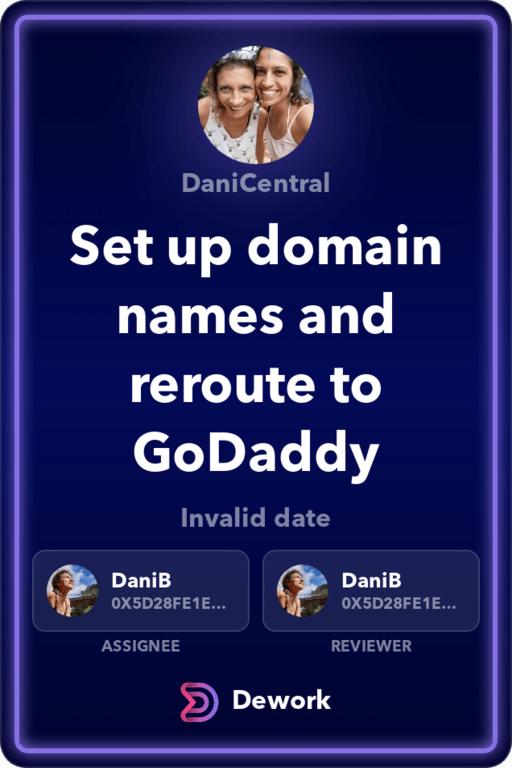 DaniCentral
Set up domain
names and
reroute to
GoDaddy
Invalid date
DaniB
0X5D28FE1E...
ASSIGNEE
DaniB
0X5D28FE1E...
REVIEWER
Dework